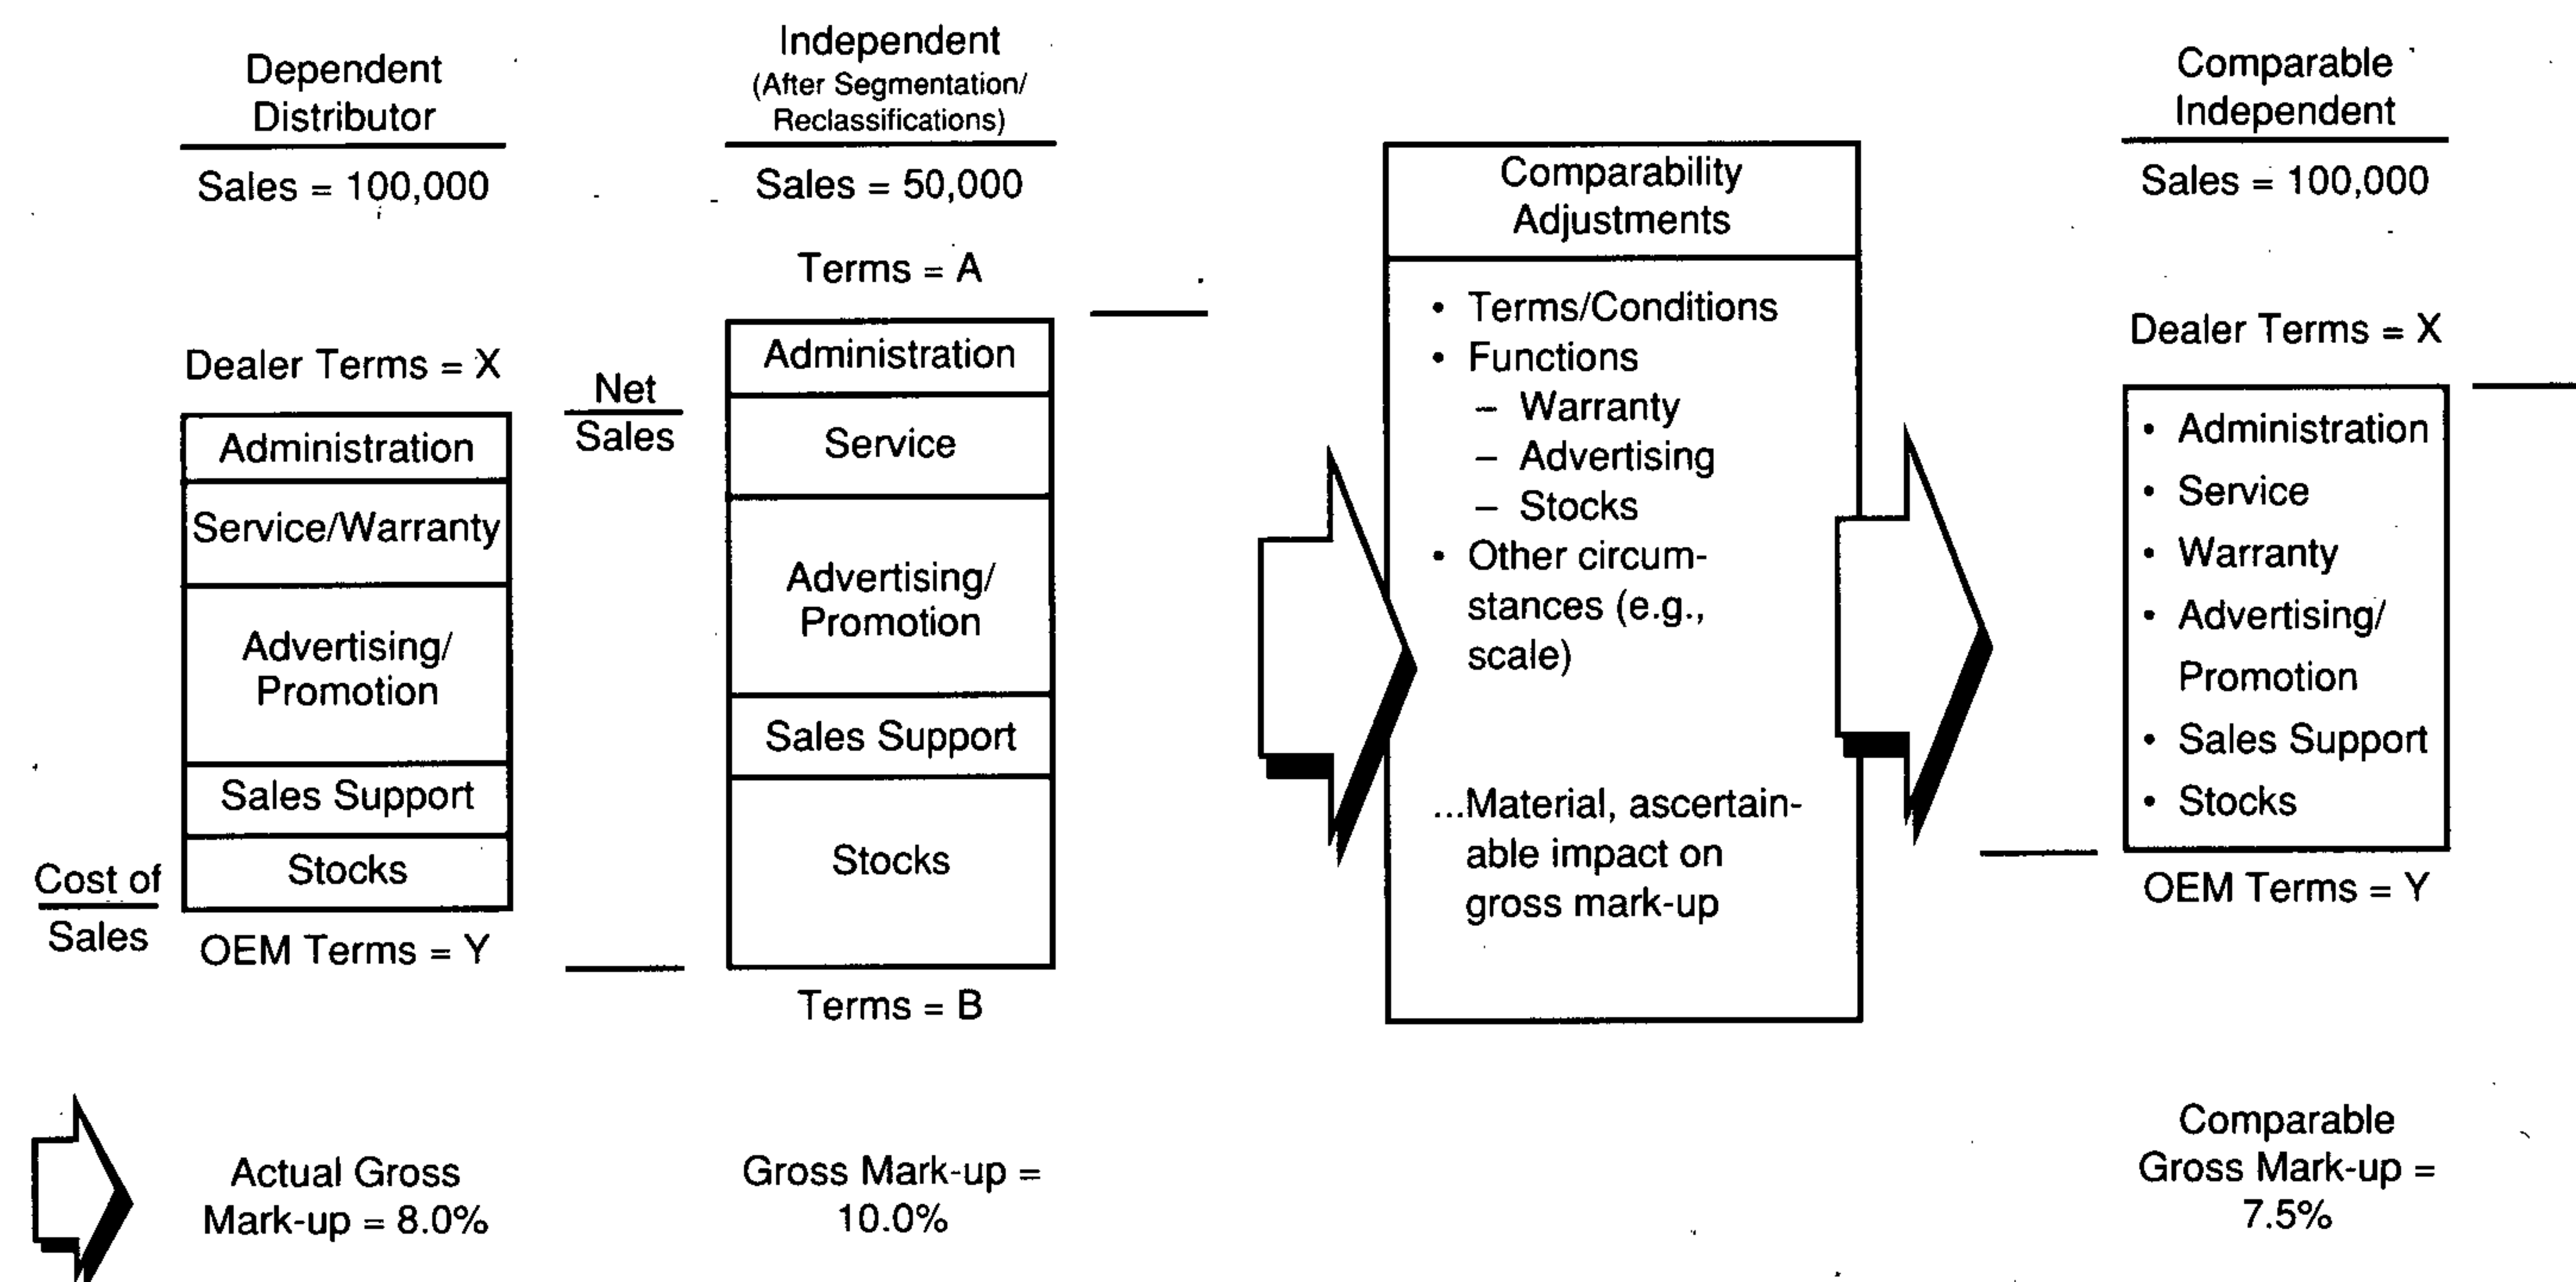 Dependent
Distributor
Sales = 100,000
Dealer Terms = X
Administration
Service/Warranty
Advertising/
Promotion
Sales Support
Stocks
OEM Terms = Y
Cost of
Sales
Actual Gross
Mark-up = 8.0%
Net
Sales
Independent
(After Segmentation/
Reclassifications)
Sales = 50,000
Terms = A
Administration
Service
Advertising/
Promotion
Sales Support
Stocks
Terms = B
Gross Mark-up =
10.0%
Comparability
Adjustments
• Terms/Conditions
• Functions
– Warranty
– Advertising
– Stocks
• Other circum-
stances (e.g.,
scale)
...Material, ascertain-
able impact on
gross mark-up
Comparable
Independent
Sales = 100,000
Dealer Terms = X
• Administration
• Service
• Warranty
• Advertising/
Promotion
• Sales Support
• Stocks
OEM Terms = Y
Comparable
Gross Mark-up =
7.5%